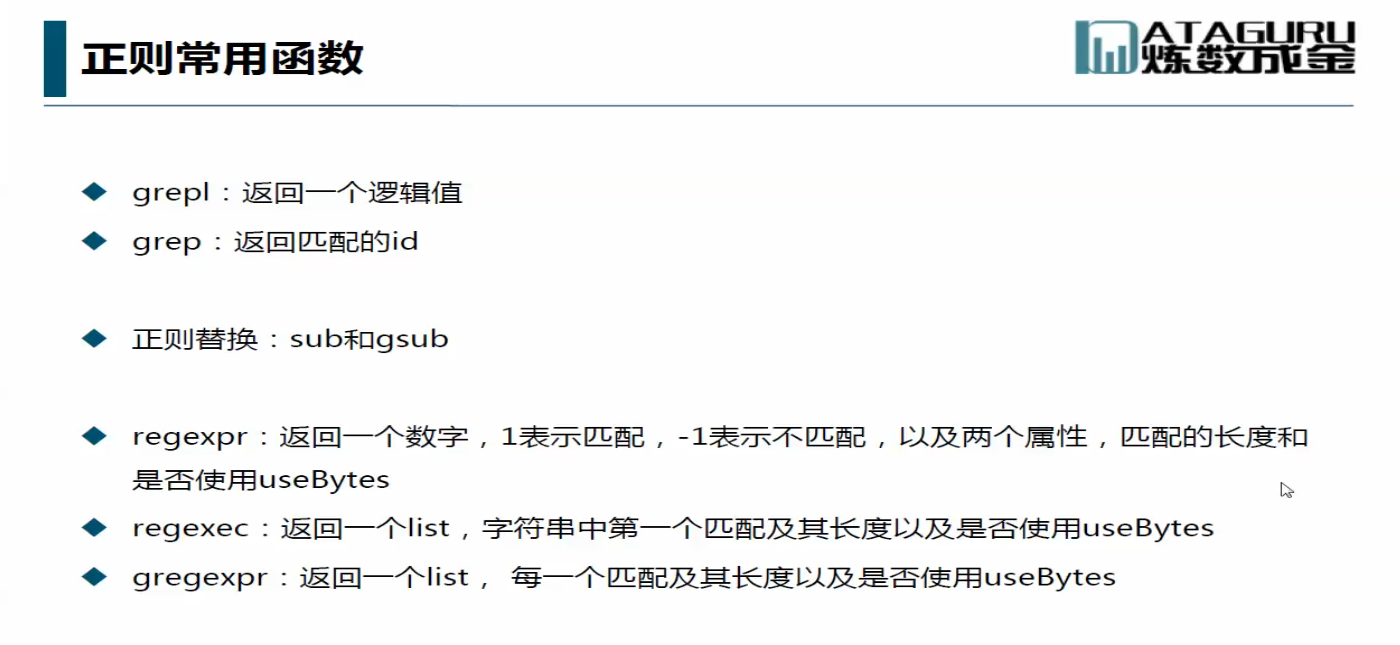 正则常用函数
ATAGURU
炼数成金
grepl：返回一个逻辑值
grep：返回匹配的id
正则替换：sub和gsub
regexpr：返回一个数字，1表示匹配，-1表示不匹配，以及两个属性，匹配的长度和
是否使用useBytes
regexec：返回一个list，字符串中第一个匹配及其长度以及是否使用useBytes
gregexpr：返回一个list， 每一个匹配及其长度以及是否使用useBytes